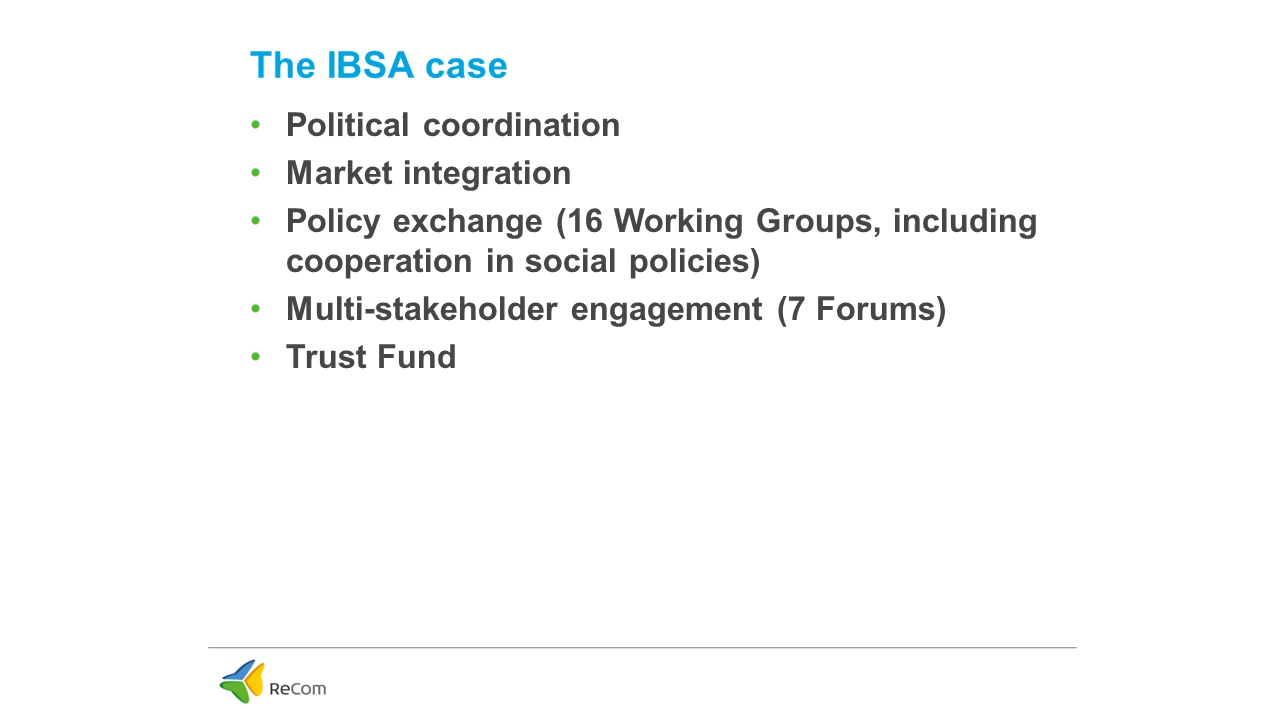 The IBSA case
• Political coordination
• Market integration
• Policy exchange (16 Working Groups, including
cooperation in social policies)
• Multi-stakeholder engagement (7 Forums)
• Trust Fund
ReCom